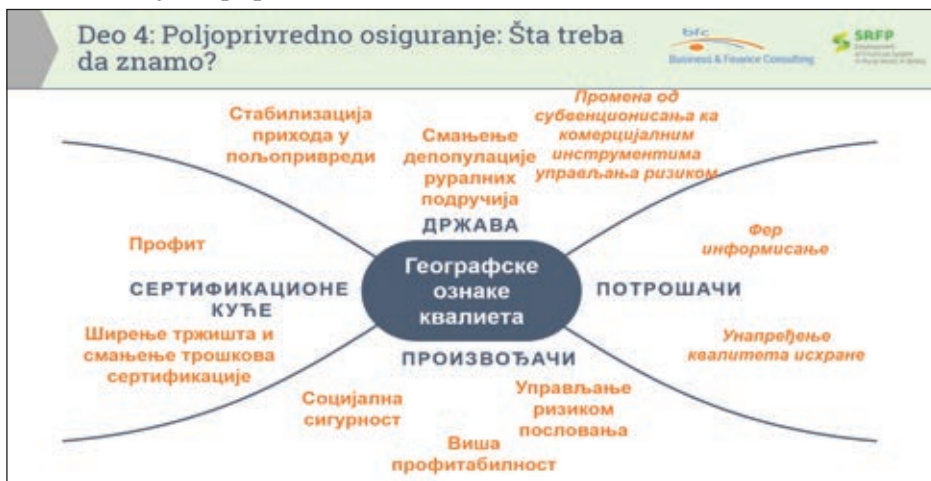 Deo 4: Poljoprivredno osiguranje: Šta treba
da znamo?
bfc
Business & Finance Consulting
SRFP
Стабилизација
прихода у
пољопривреди
Смањење
депопулације
руралних
подручија
Промена од
субвенционисања ка
комерцијалним
инструментима
управљања ризиком
ДРЖАВА
Профит
СЕРТИФИКАЦИОНЕ
КУЋЕ
Ширење тржишта и
смањење трошкова
сертификације
Географске
ознаке
квалиета
Фер
информисање
ПОТРОШАЧИ
Унапређење
квалитета исхране
ПРОИЗВОЂАЧИ
Социјална
сигурност
Виша
профитабилност
Управљање
ризиком
пословања